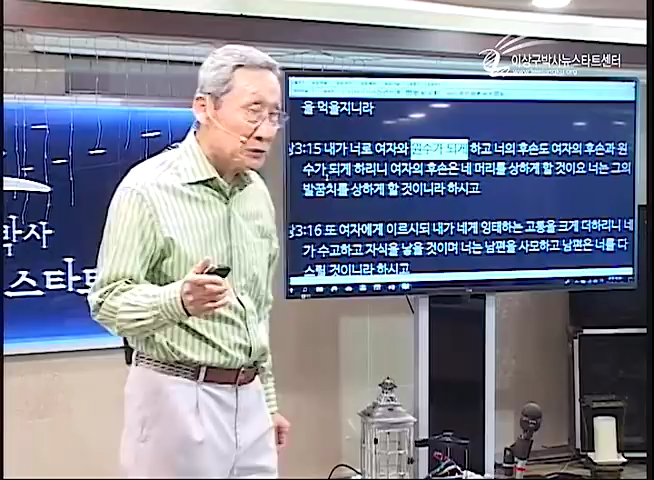 이상구박사뉴스타트센터
을 먹을지니라
3:15 내가 너로 여자와 원수가 되게 하고 너의 후손도 여자의 후손과 원
수가 되게 하리니 여자의 후손은 네 머리를 상하게 할 것이요 너는 그의
발꿈치를 상하게 할 것이니라 하시고
3:16 또 여자에게 이르시되 내가 네게 잉태하는 고통을 크게 더하리니 네
가 수고하고 자식을 낳을 것이며 너는 남편을 사모하고 남편은 너를 다
스릴 것이니라 하시고
박사
스타트